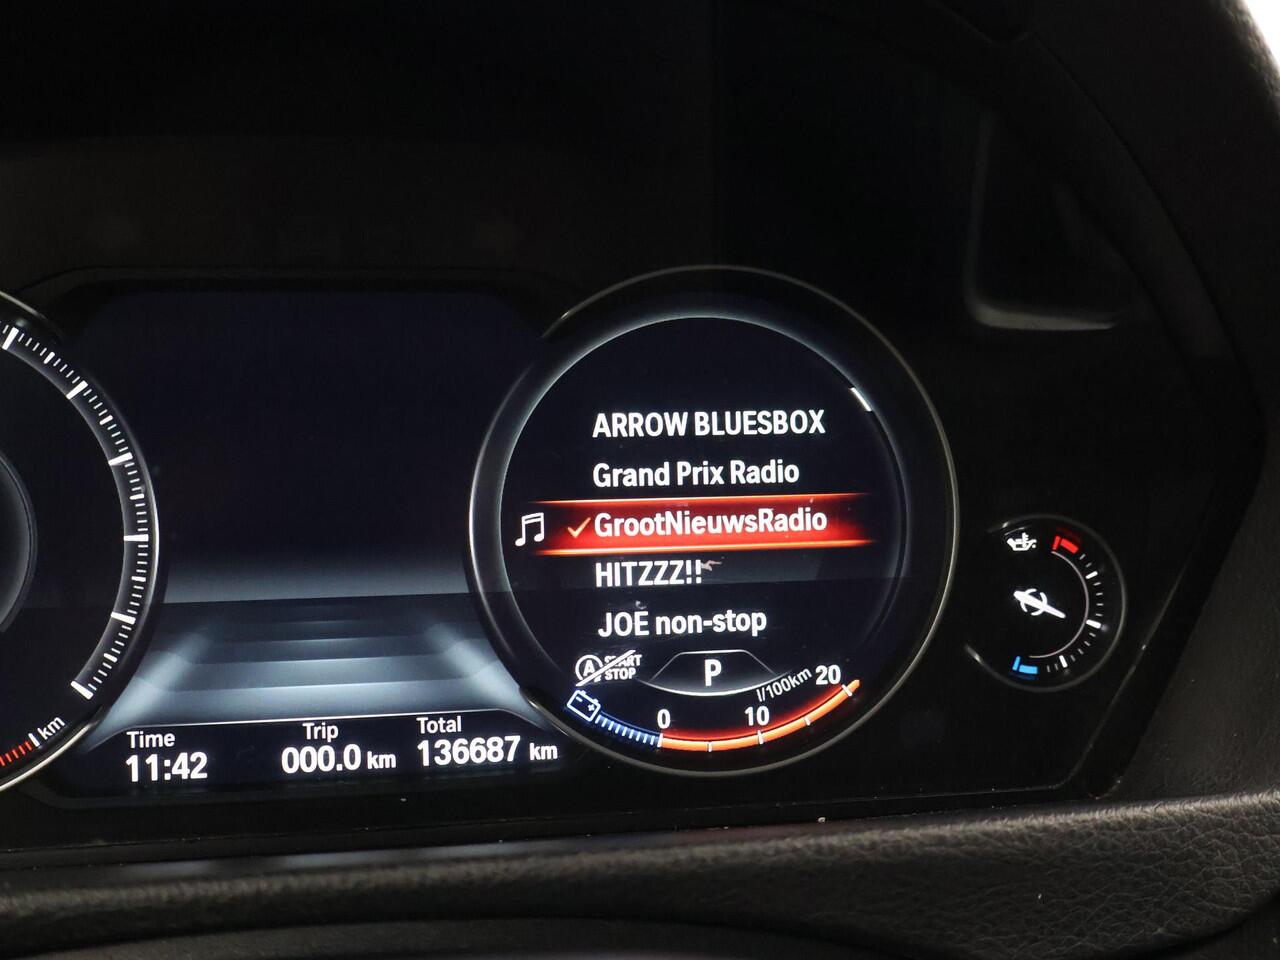 ARROW BLUESBOX
Grand Prix Radio
GrootNieuwsRadio
HITZZZ!!
JOE non-stop
A START STOP
P
l/100km
0 10 20
km
Time 11:42
Trip 000.0 km
Total 136687 km